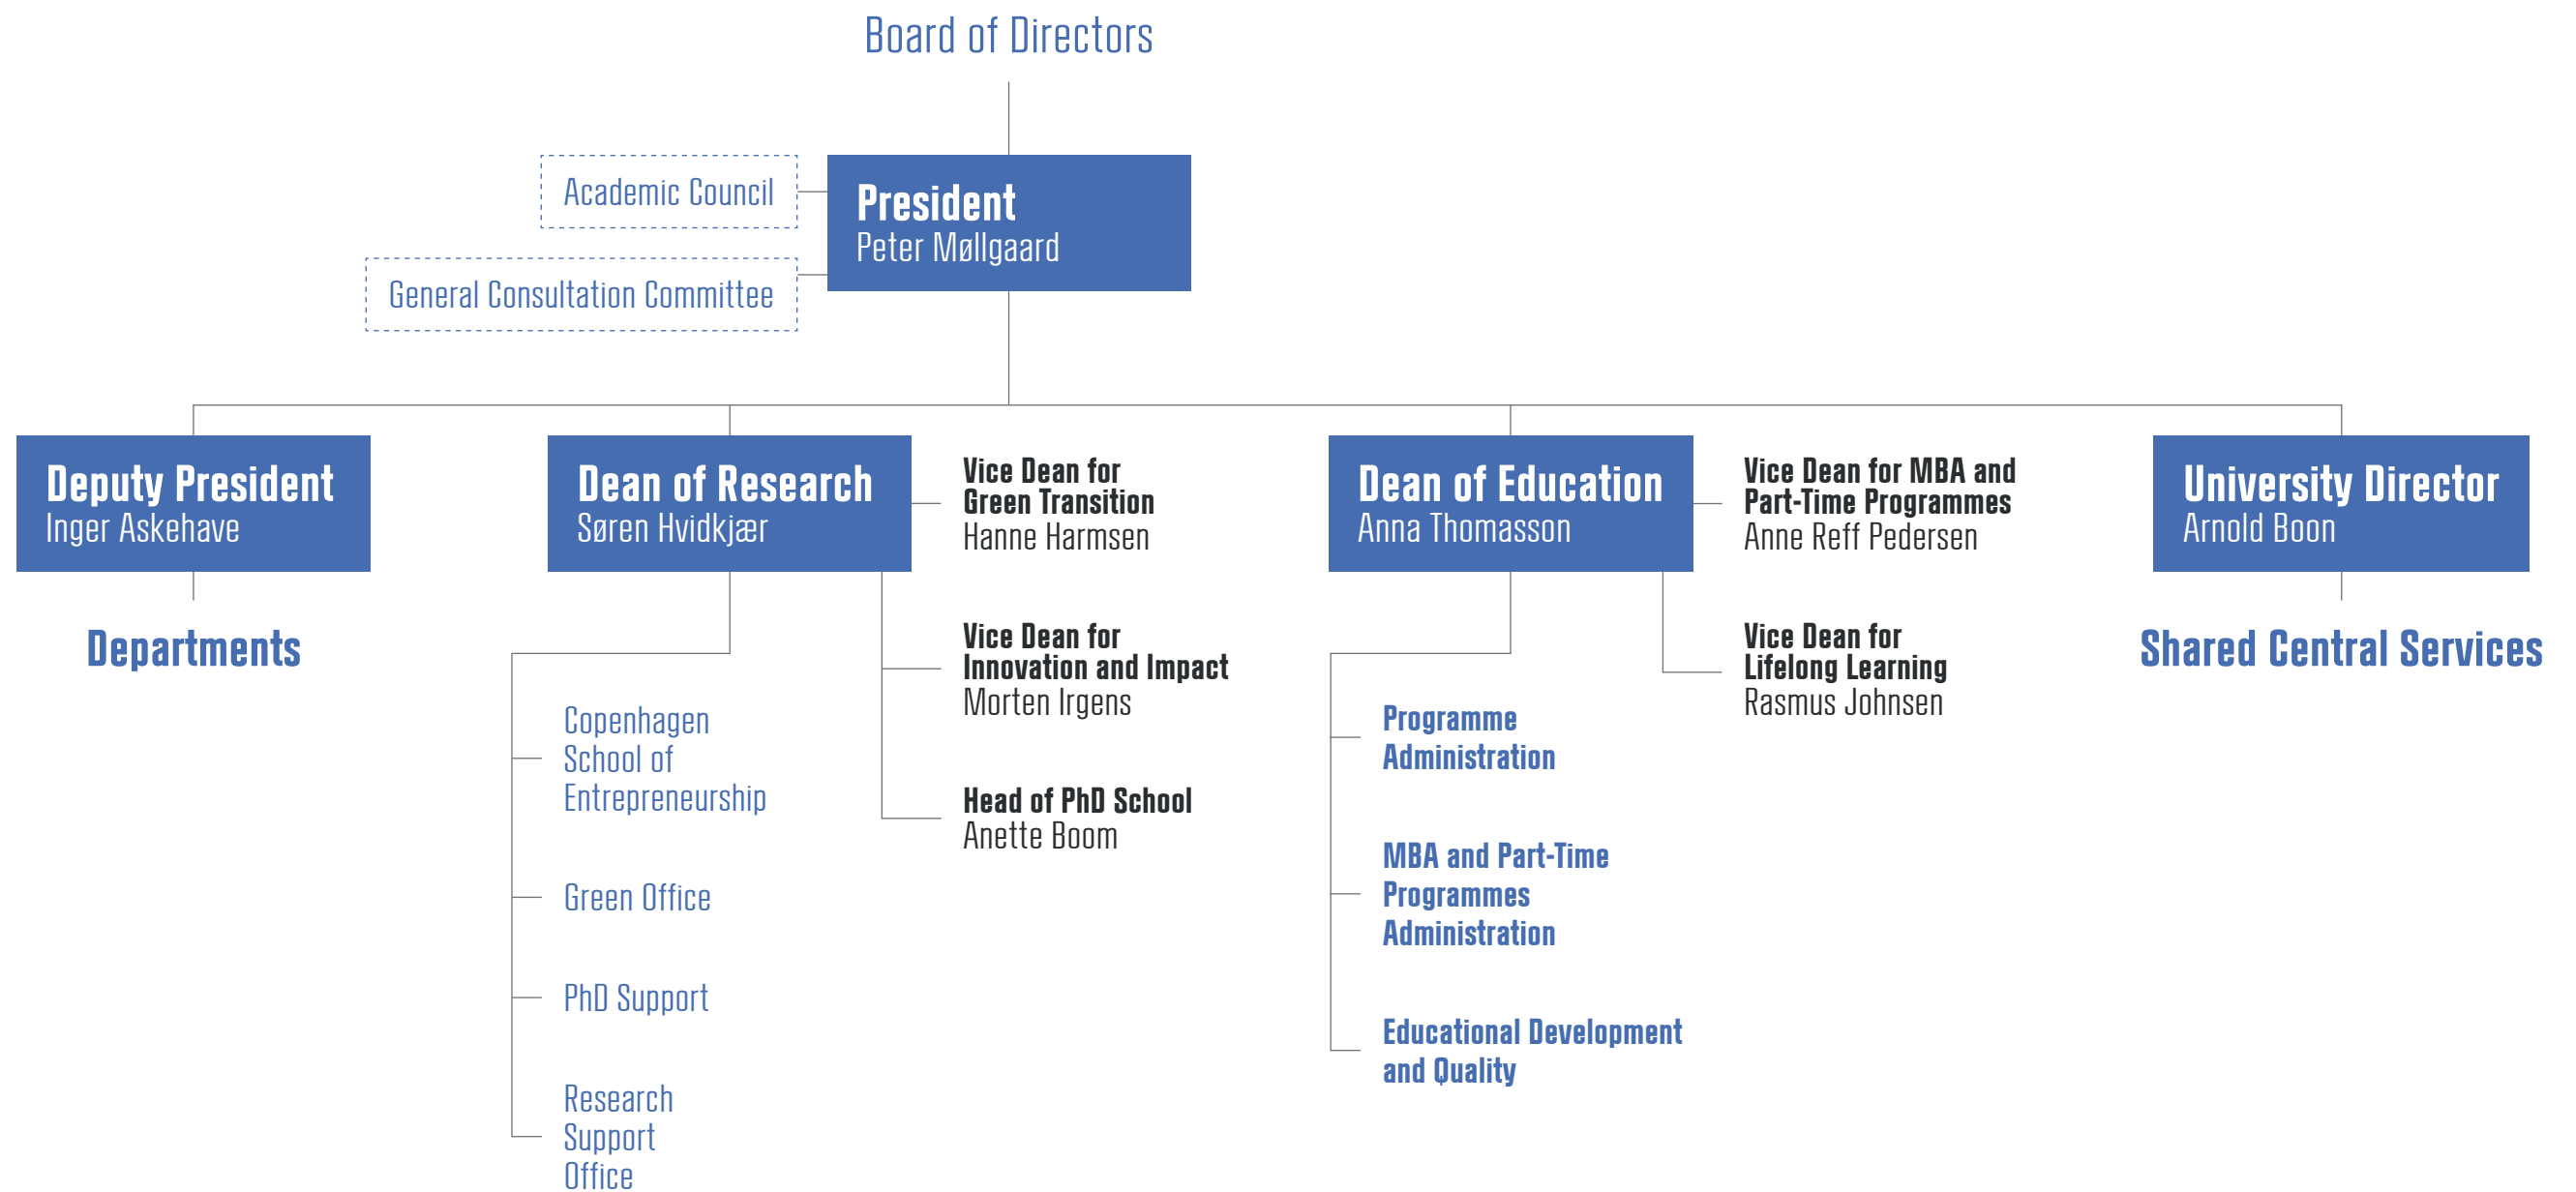 Board of Directors
Academic Council
President
Peter Møllgaard
General Consultation Committee
Deputy President
Inger Askehave
Departments
Dean of Research
Søren Hvidkjær
Vice Dean for
Green Transition
Hanne Harmsen
Vice Dean for
Innovation and Impact
Morten Irgens
Head of PhD School
Anette Boom
Copenhagen
School of
Entrepreneurship
Green Office
PhD Support
Research
Support
Office
Dean of Education
Anna Thomasson
Vice Dean for MBA and
Part-Time Programmes
Anne Reff Pedersen
Vice Dean for
Lifelong Learning
Rasmus Johnsen
Programme
Administration
MBA and Part-Time
Programmes
Administration
Educational Development
and Quality
University Director
Arnold Boon
Shared Central Services